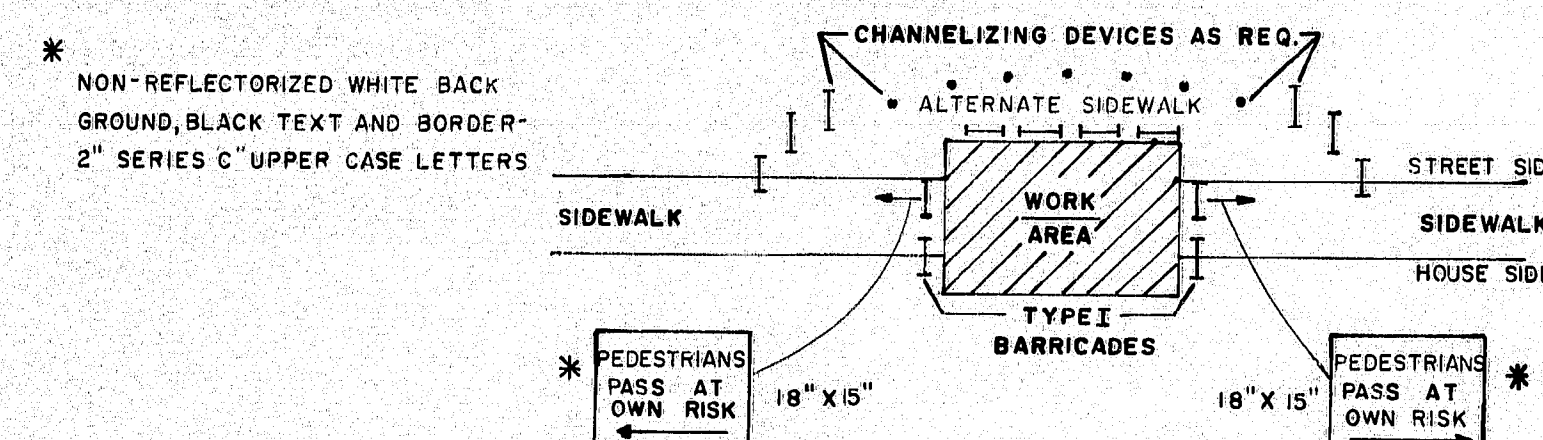 *
NON-REFLECTORIZED WHITE BACK
GROUND, BLACK TEXT AND BORDER-
2" SERIES C" UPPER CASE LETTERS
CHANNELIZING DEVICES AS REQ.
ALTERNATE SIDEWALK
STREET SID
SIDEWALK
WORK
AREA
SIDEWALK
HOUSE SID
TYPE I
BARRICADES
*
PEDESTRIANS
PASS AT
OWN RISK
18" X 15"
18" X 15"
PEDESTRIANS
PASS AT
OWN RISK
*